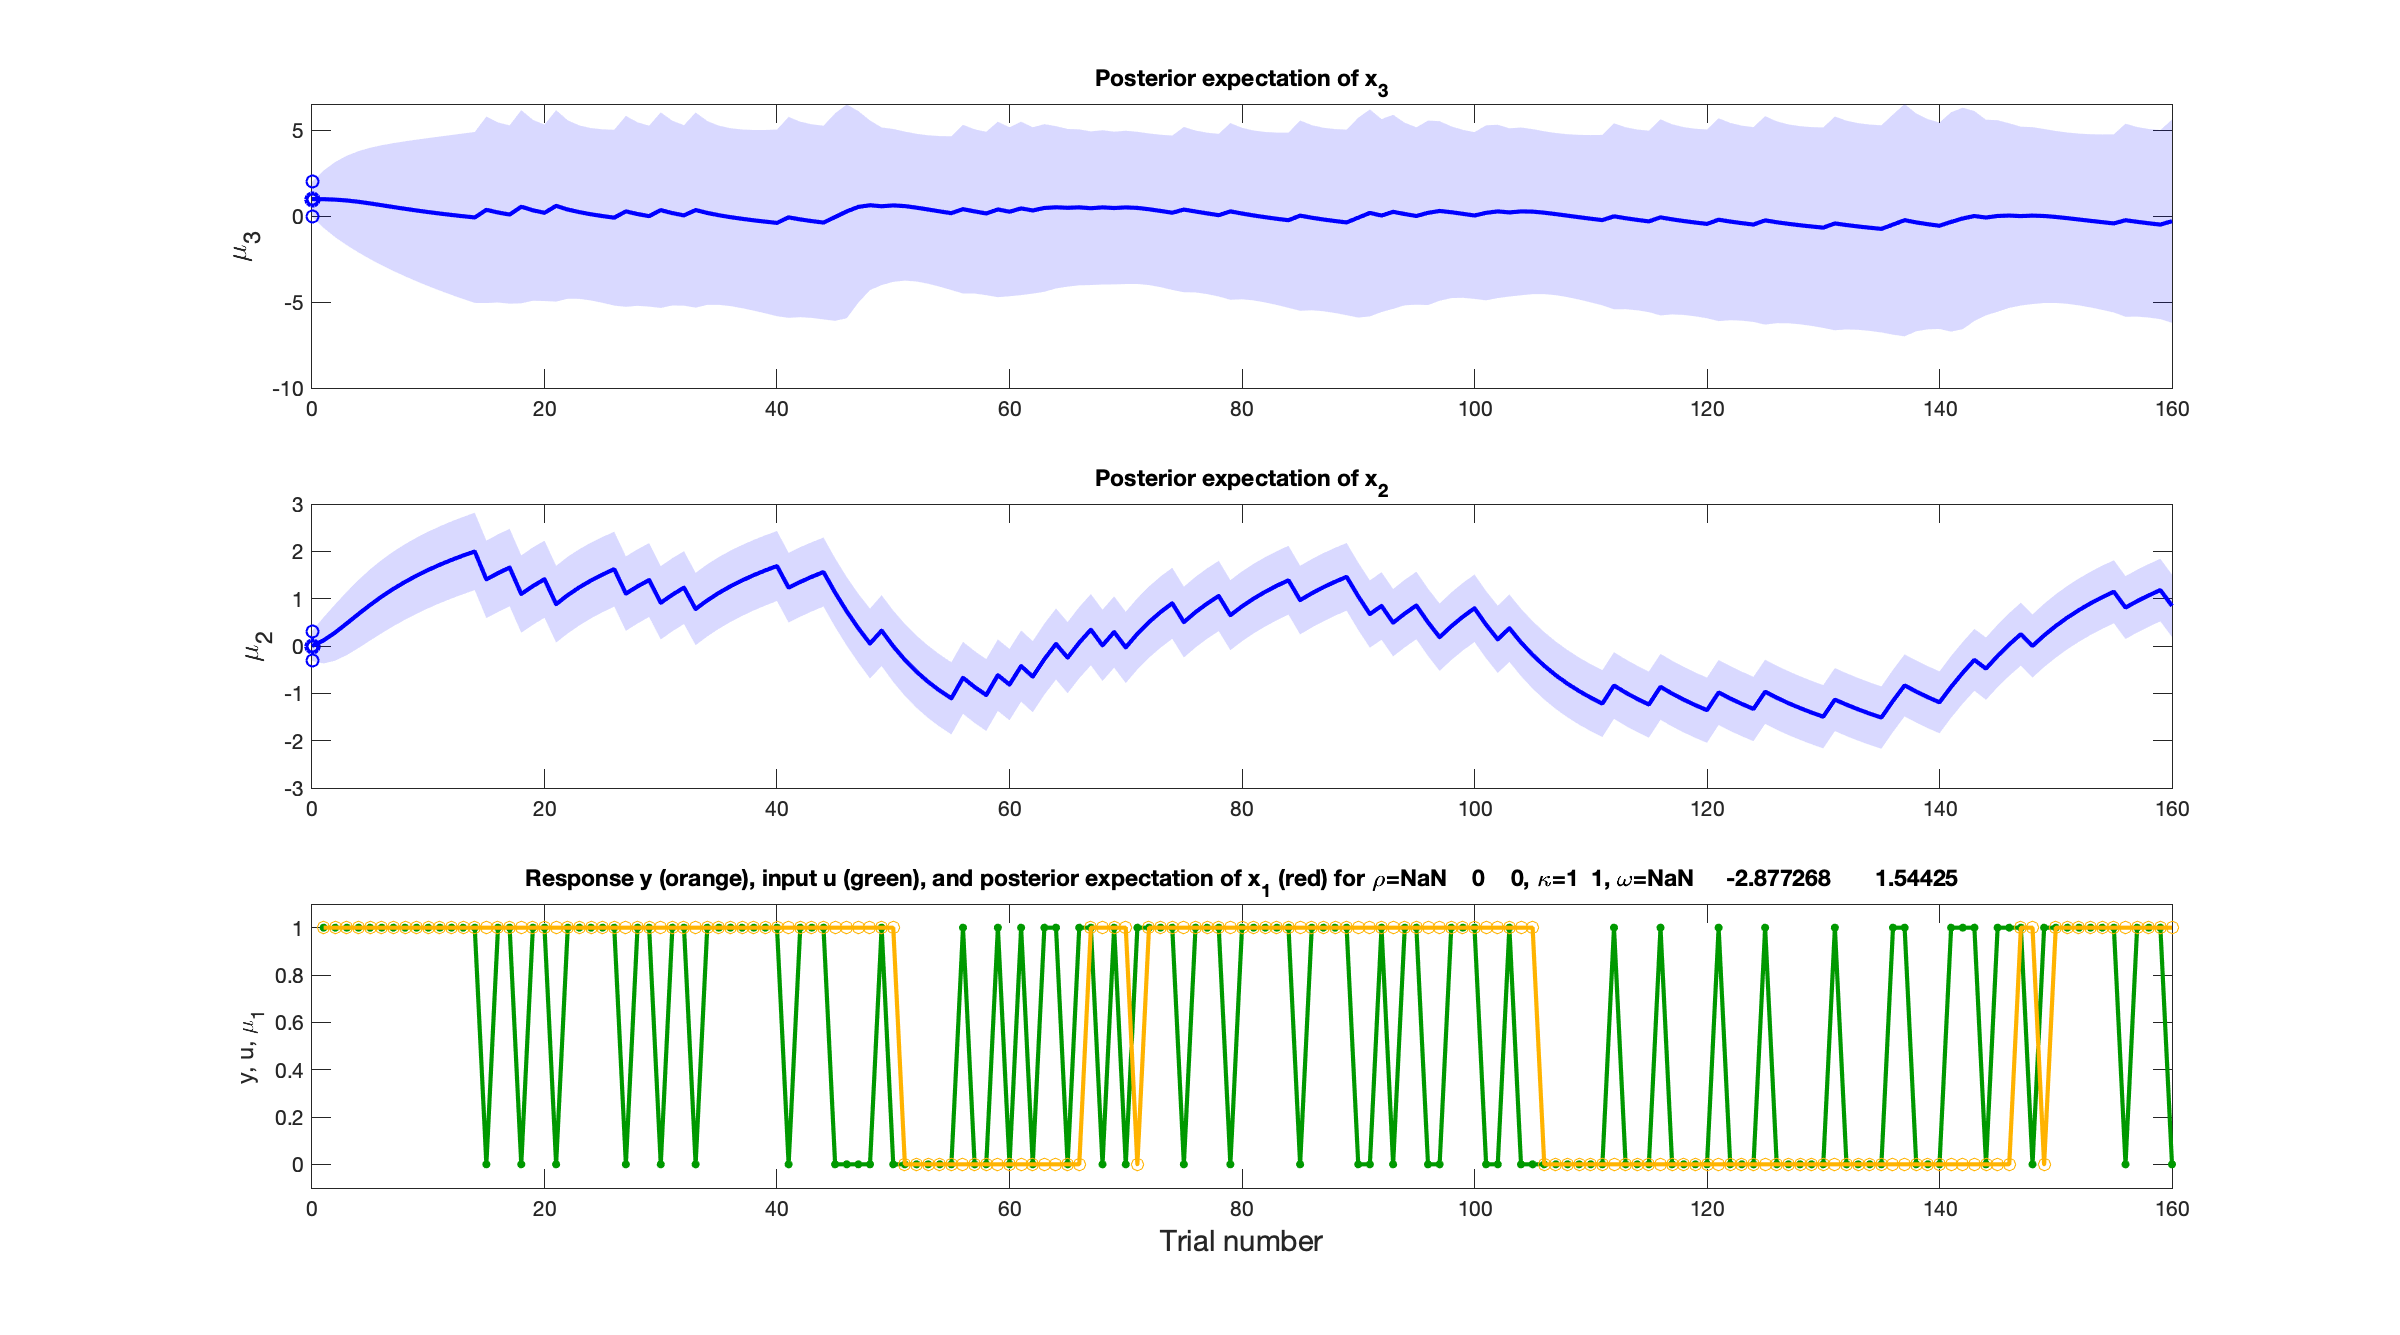 Posterior expectation of x3
5
0
-5
-10
μ3
0 20 40 60 80 100 120 140 160
Posterior expectation of x2
3
2
1
0
-1
-2
-3
μ2
0 20 40 60 80 100 120 140 160
Response y (orange), input u (green), and posterior expectation of x1 (red) for ρ=NaN 0 0, κ=1 1, ω=NaN -2.877268 1.54425
1
0.8
0.6
0.4
0.2
0
y, u, μ1
0 20 40 60 80 100 120 140 160
Trial number